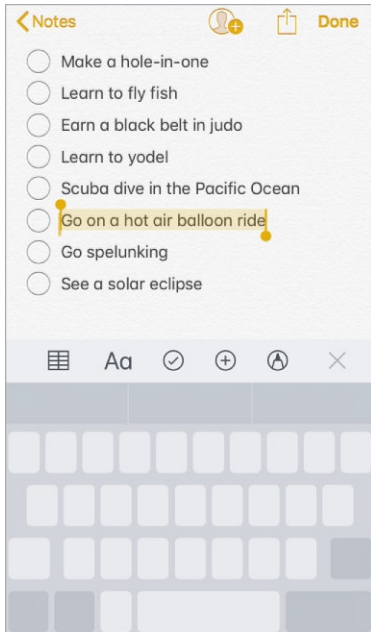 Notes
Done
Make a hole-in-one
Learn to fly fish
Earn a black belt in judo
Learn to yodel
Scuba dive in the Pacific Ocean
Go on a hot air balloon ride
Go spelunking
See a solar eclipse
Aa